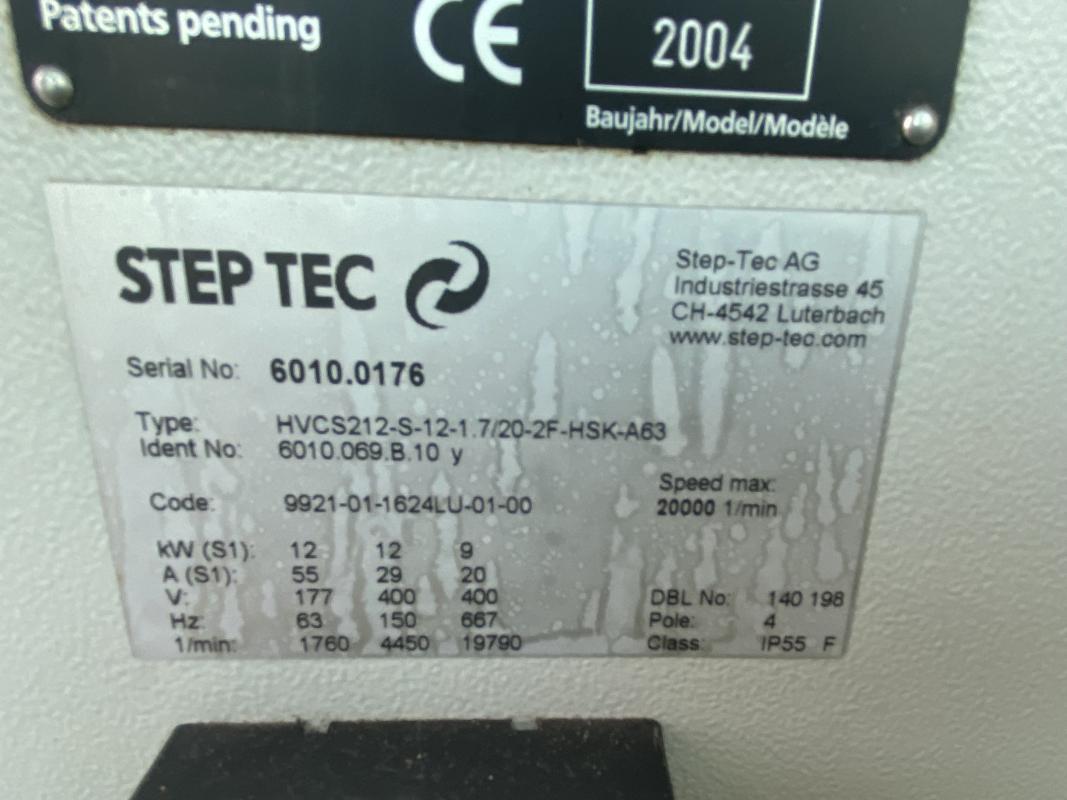 Patents pending
CE
2004
Baujahr/Model/Modèle
STEP TEC
Step-Tec AG
Industriestrasse 45
CH-4542 Luterbach
www.step-tec.com
Serial No: 6010.0176
Type: HVCS212-S-12-1.7/20-2F-HSK-A63
Ident No: 6010.069.B.10 y
Code: 9921-01-1624LU-01-00
Speed max:
20000 1/min
kW (S1): 12 12 9
A (S1): 55 29 20
V: 177 400 400
Hz: 63 150 667
1/min: 1760 4450 19790
DBL No: 140 198
Pole: 4
Class: IP55 F